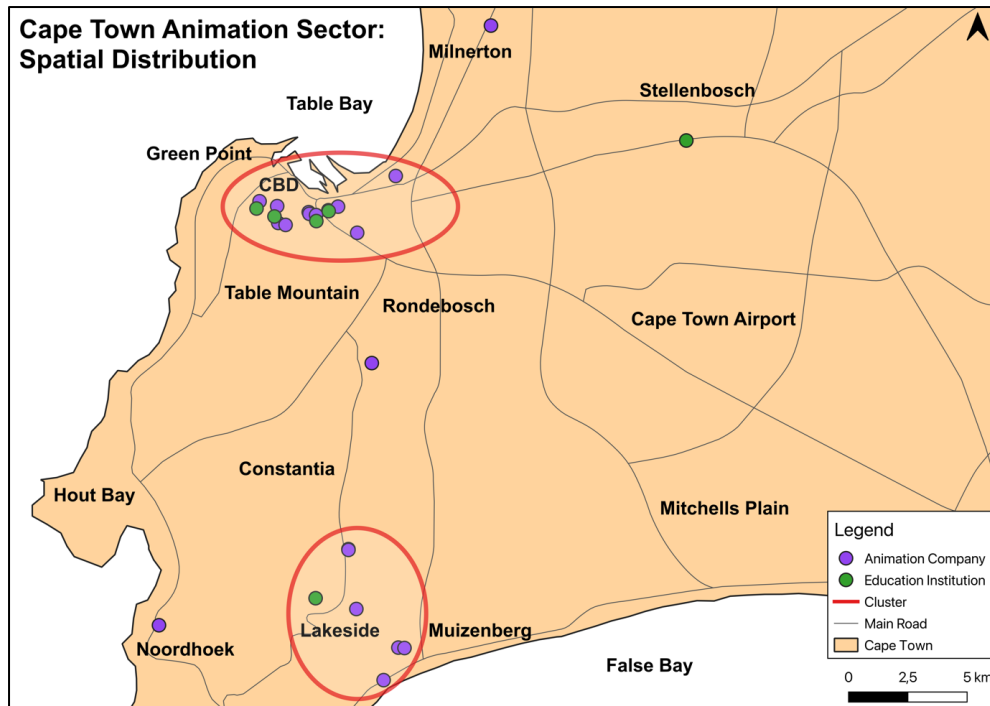 Cape Town Animation Sector:
Spatial Distribution
Milnerton
Stellenbosch
Table Bay
Green Point
CBD
Table Mountain
Rondebosch
Cape Town Airport
Constantia
Hout Bay
Mitchells Plain
Lakeside
Muizenberg
Noordhoek
False Bay
Legend
Animation Company
Education Institution
Cluster
Main Road
Cape Town
0 2,5 5 km